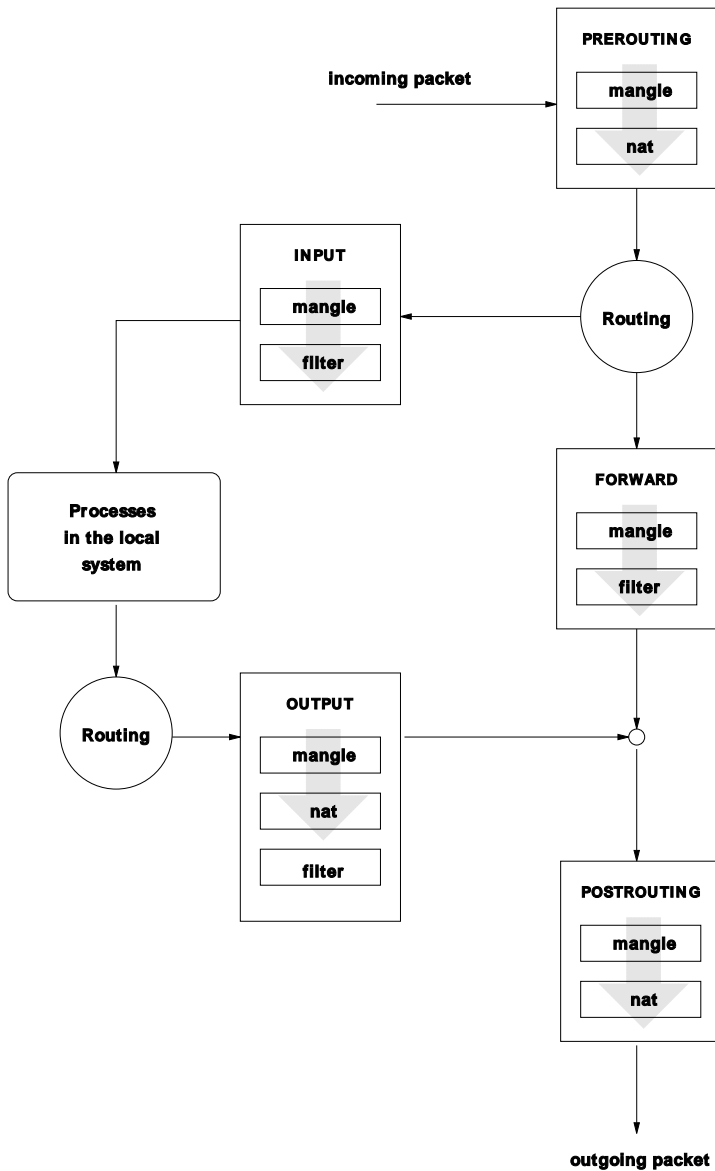 PREROUTING
incoming packet
mangle
nat
INPUT
mangle
filter
Routing
FORWARD
mangle
filter
Processes
in the local
system
Routing
OUTPUT
mangle
nat
filter
POSTROUTING
mangle
nat
outgoing packet